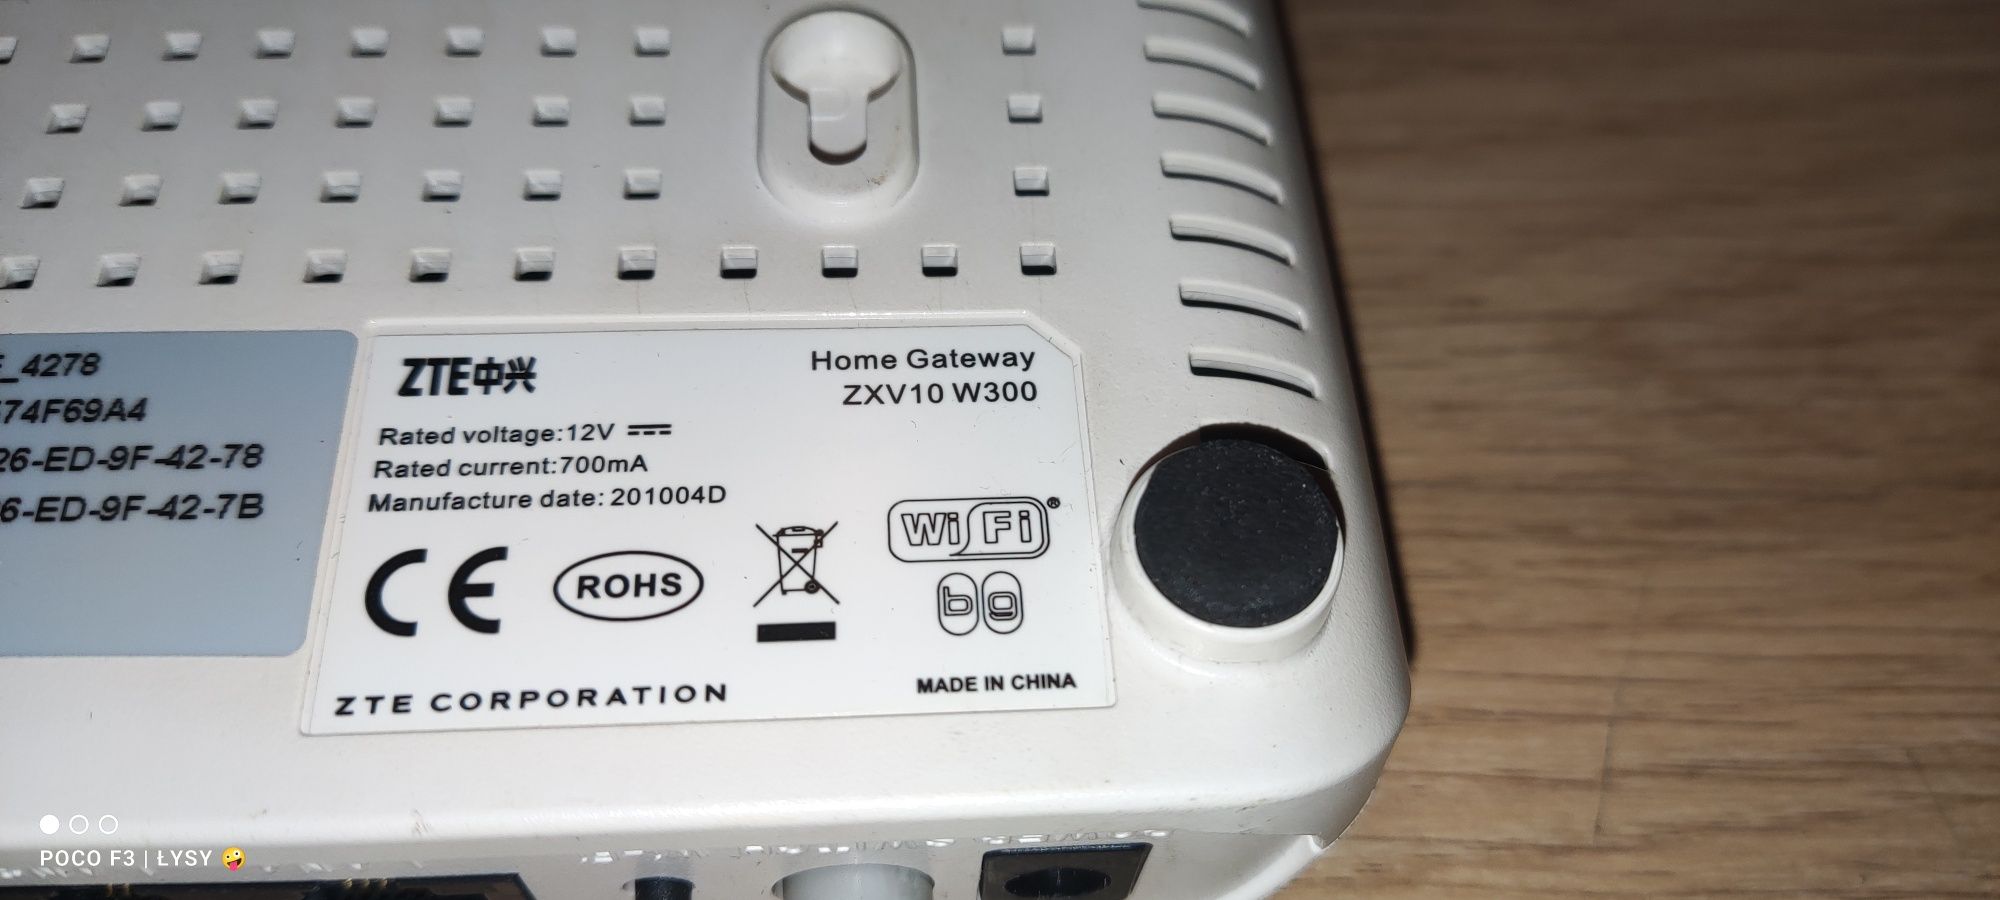 _4278
74F69A4
26-ED-9F-42-78
6-ED-9F-42-7B
ZTE中兴
Home Gateway
ZXV10 W300
Rated voltage:12V
Rated current:700mA
Manufacture date: 201004D
CE
ROHS
Wi Fi ®
b g
ZTE CORPORATION
MADE IN CHINA
POCO F3 | ŁYSY 🤪